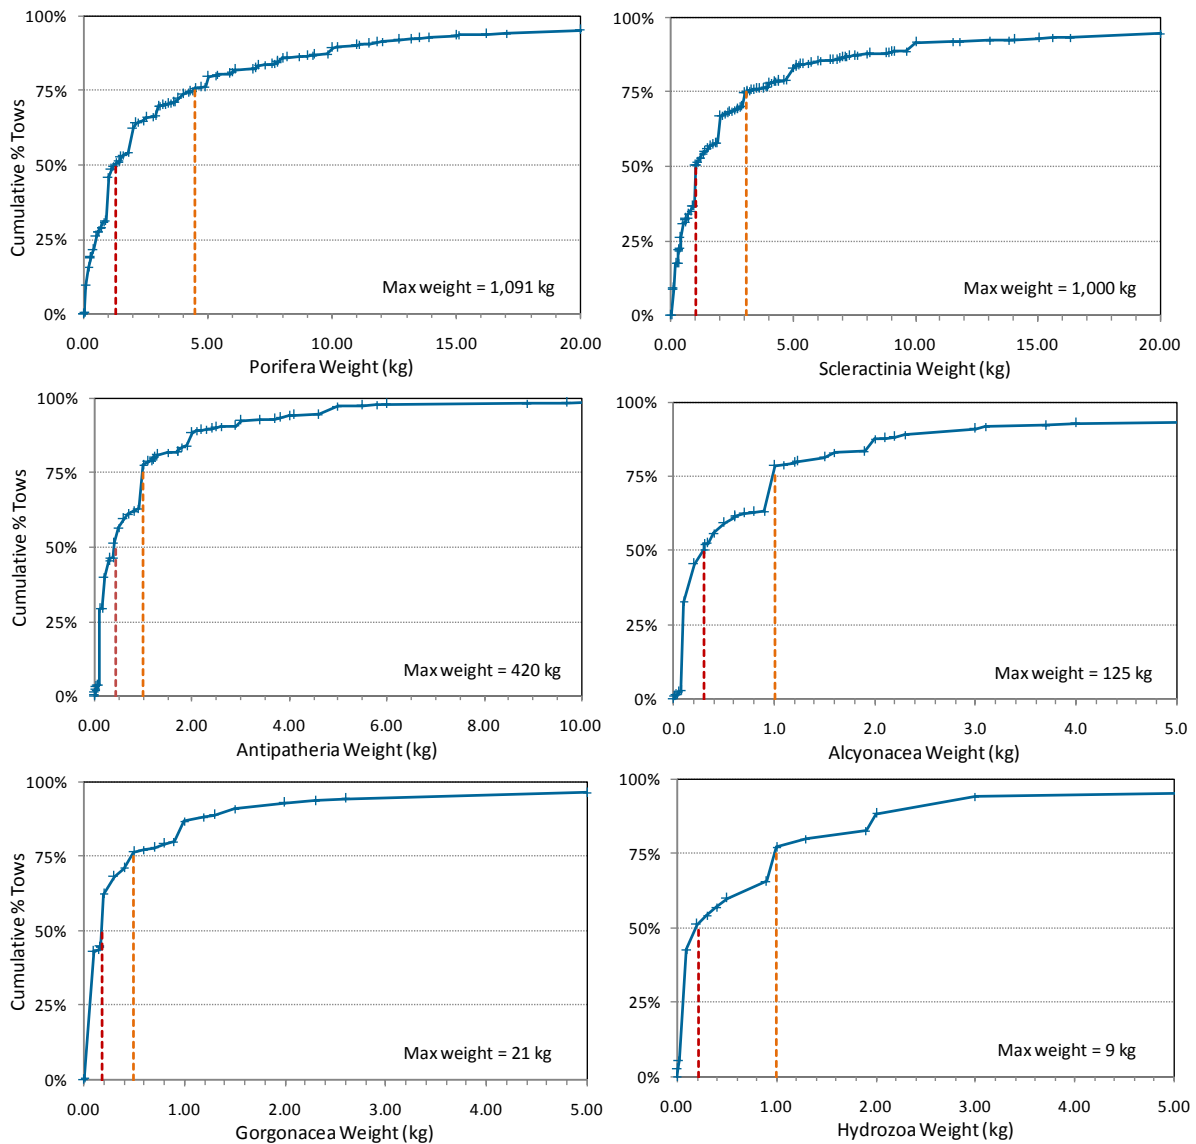 100%
75%
50%
25%
0%
Cumulative % Tows
Max weight = 1,091 kg
0.00 5.00 10.00 15.00 20.00
Porifera Weight (kg)
100%
75%
50%
25%
0%
Max weight = 1,000 kg
0.00 5.00 10.00 15.00 20.00
Scleractinia Weight (kg)
100%
75%
50%
25%
0%
Cumulative % Tows
Max weight = 420 kg
0.00 2.00 4.00 6.00 8.00 10.00
Antipatheria Weight (kg)
100%
75%
50%
25%
0%
Max weight = 125 kg
0.0 1.0 2.0 3.0 4.0 5.0
Alcyonacea Weight (kg)
100%
75%
50%
25%
0%
Cumulative % Tows
Max weight = 21 kg
0.00 1.00 2.00 3.00 4.00 5.00
Gorgonacea Weight (kg)
100%
75%
50%
25%
0%
Max weight = 9 kg
0.00 1.00 2.00 3.00 4.00 5.00
Hydrozoa Weight (kg)